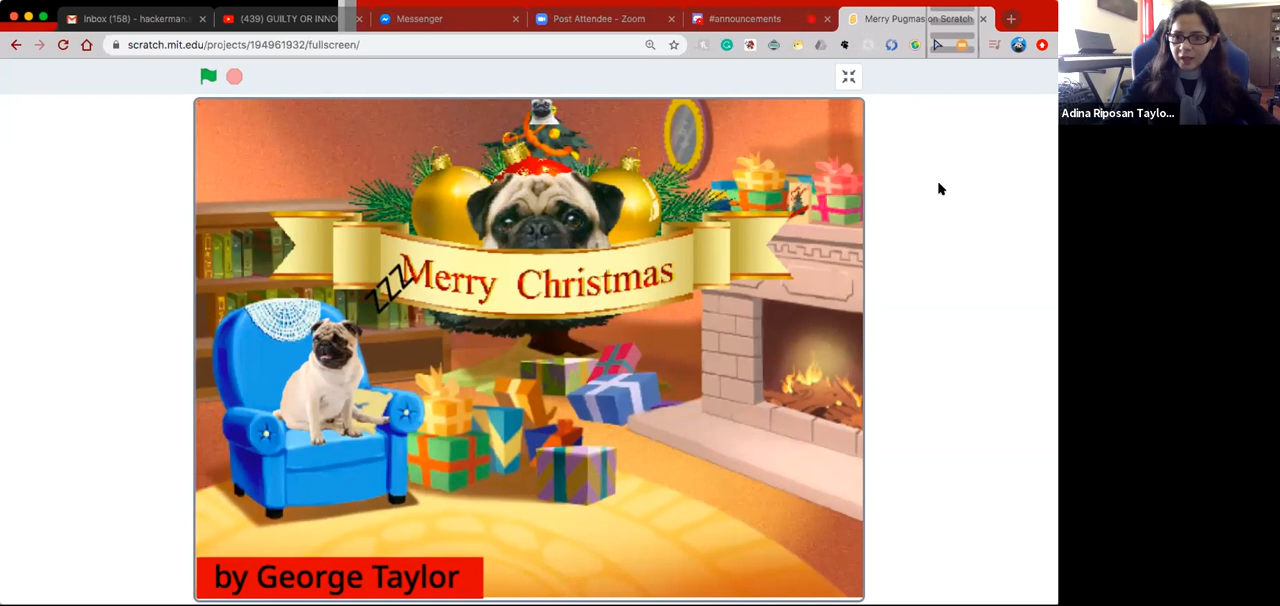 Inbox (158) - hackerman.
(439) GUILTY OR INNO
Messenger
Post Attendee - Zoom
#announcements
Merry Pugmas on Scratch
scratch.mit.edu/projects/194961932/fullscreen/
Adina Riposan Taylo...
Merry Christmas
ZZZ
by George Taylor